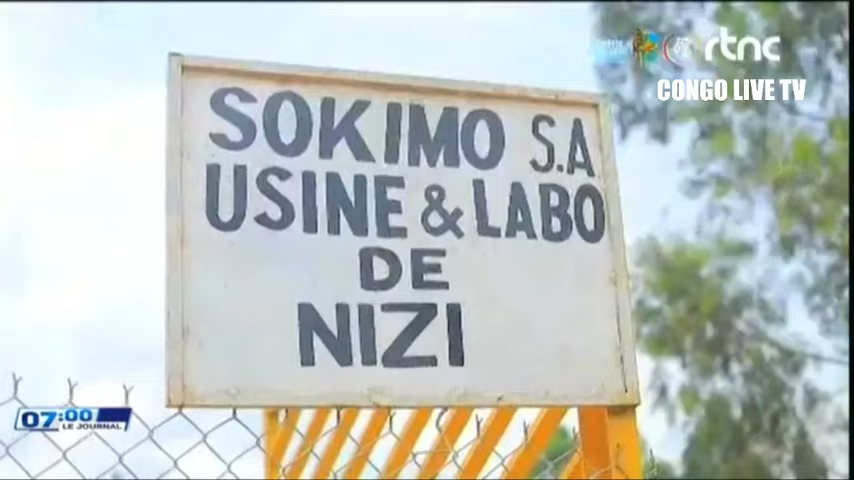 rtnc
CONGO LIVE TV
SOKIMO S.A
USINE & LABO
DE
NIZI
07:00
LE JOURNAL